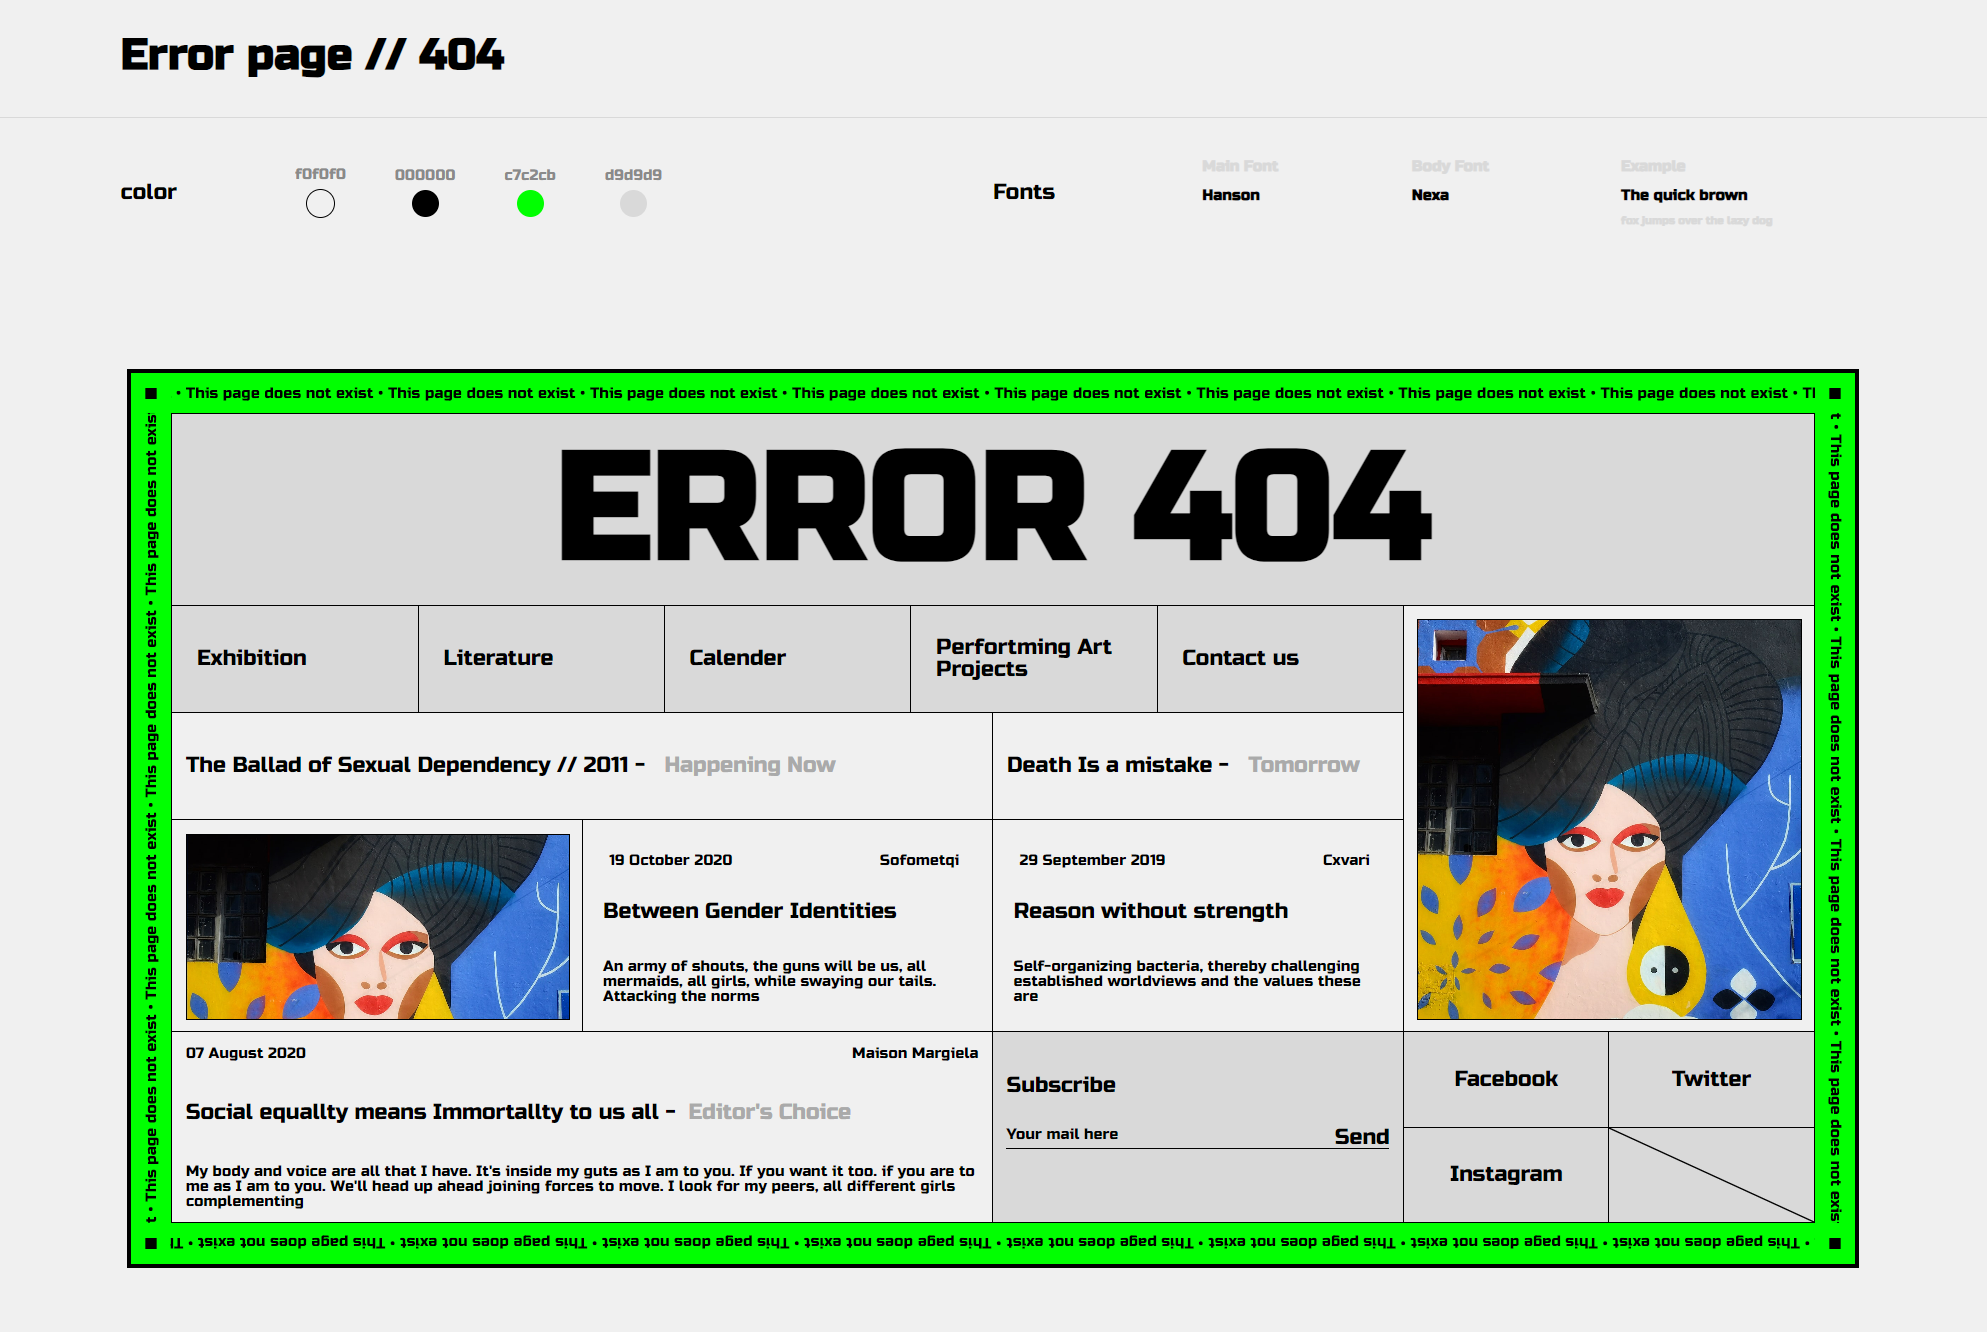 Error page // 404
color
f0f0f0
000000
c7c2cb
d9d9d9
Fonts
Main Font
Hanson
Body Font
Nexa
Example
The quick brown
fox jumps over the lazy dog
• This page does not exist • This page does not exist • This page does not exist • This page does not exist • This page does not exist • This page does not exist • This page does not exist • This page does not exist • Tl
t • This page does not exist • This page does not exist • This page does not exist • This page does not exis
t • This page does not exist • This page does not exist • This page does not exist • This page does not exis
ERROR 404
Exhibition
Literature
Calender
Perfortming Art
Projects
Contact us
The Ballad of Sexual Dependency // 2011 - Happening Now
Death Is a mistake - Tomorrow
19 October 2020
Sofometqi
Between Gender Identities
An army of shouts, the guns will be us, all
mermaids, all girls, while swaying our tails.
Attacking the norms
29 September 2019
Cxvari
Reason without strength
Self-organizing bacteria, thereby challenging
established worldviews and the values these
are
07 August 2020
Maison Margiela
Social equallty means Immortallty to us all - Editor's Choice
My body and voice are all that I have. It's inside my guts as I am to you. If you want it too. if you are to
me as I am to you. We'll head up ahead joining forces to move. I look for my peers, all different girls
complementing
Subscribe
Your mail here
Send
Facebook
Twitter
Instagram
• This page does not exist • This page does not exist • This page does not exist • This page does not exist • This page does not exist • This page does not exist • This page does not exist • This page does not exist • Tl